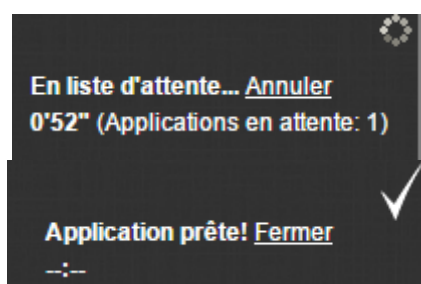 En liste d'attente... Annuler
0'52" (Applications en attente: 1)
Application prête! Fermer
--:--